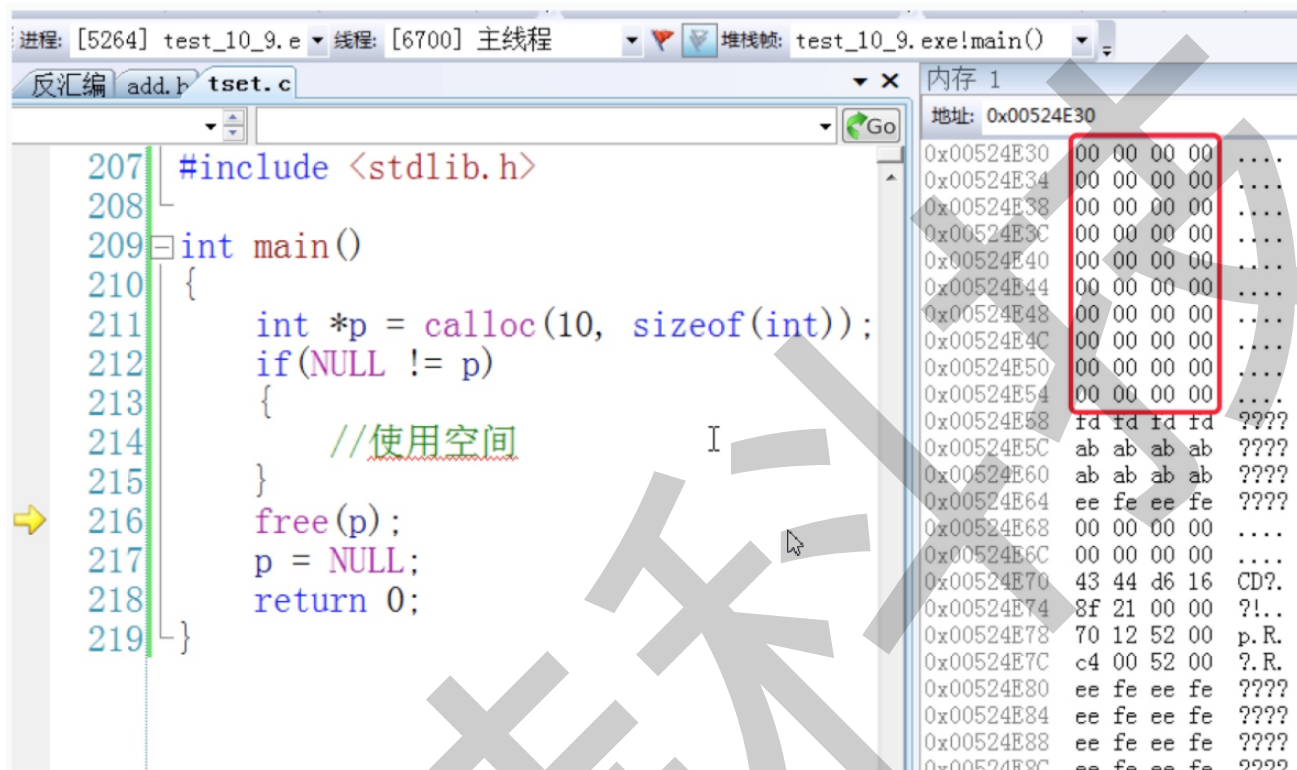 进程: [5264] test_10_9.e 线程: [6700] 主线程 堆栈帧: test_10_9.exe!main()
反汇编 add.h tset.c
Go
207 #include <stdlib.h>
208
209 int main()
210 {
211 int *p = calloc(10, sizeof(int));
212 if(NULL != p)
213 {
214 //使用空间
215 }
216 free(p);
217 p = NULL;
218 return 0;
219 }
内存 1
地址: 0x00524E30
0x00524E30 00 00 00 00 ....
0x00524E34 00 00 00 00 ....
0x00524E38 00 00 00 00 ....
0x00524E3C 00 00 00 00 ....
0x00524E40 00 00 00 00 ....
0x00524E44 00 00 00 00 ....
0x00524E48 00 00 00 00 ....
0x00524E4C 00 00 00 00 ....
0x00524E50 00 00 00 00 ....
0x00524E54 00 00 00 00 ....
0x00524E58 fd fd fd fd ????
0x00524E5C ab ab ab ab ????
0x00524E60 ab ab ab ab ????
0x00524E64 ee fe ee fe ????
0x00524E68 00 00 00 00 ....
0x00524E6C 00 00 00 00 ....
0x00524E70 43 44 d6 16 CD?.
0x00524E74 8f 21 00 00 ?!..
0x00524E78 70 12 52 00 p.R.
0x00524E7C c4 00 52 00 ?.R.
0x00524E80 ee fe ee fe ????
0x00524E84 ee fe ee fe ????
0x00524E88 ee fe ee fe ????
0x00524E8C ee fe ee fe ????